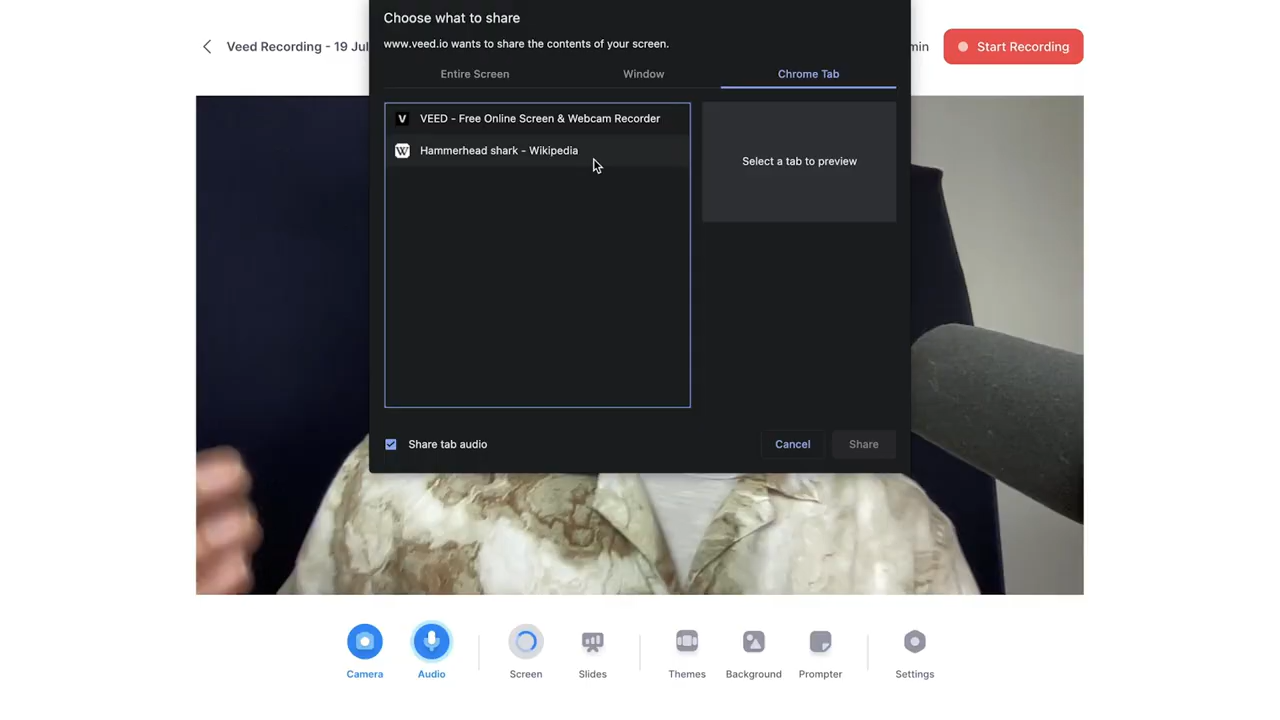 Choose what to share
www.veed.io wants to share the contents of your screen.
Veed Recording - 19 Jul
min
Start Recording
Entire Screen
Window
Chrome Tab
V
VEED - Free Online Screen & Webcam Recorder
W
Hammerhead shark - Wikipedia
Select a tab to preview
Share tab audio
Cancel
Share
Camera
Audio
Screen
Slides
Themes
Background
Prompter
Settings